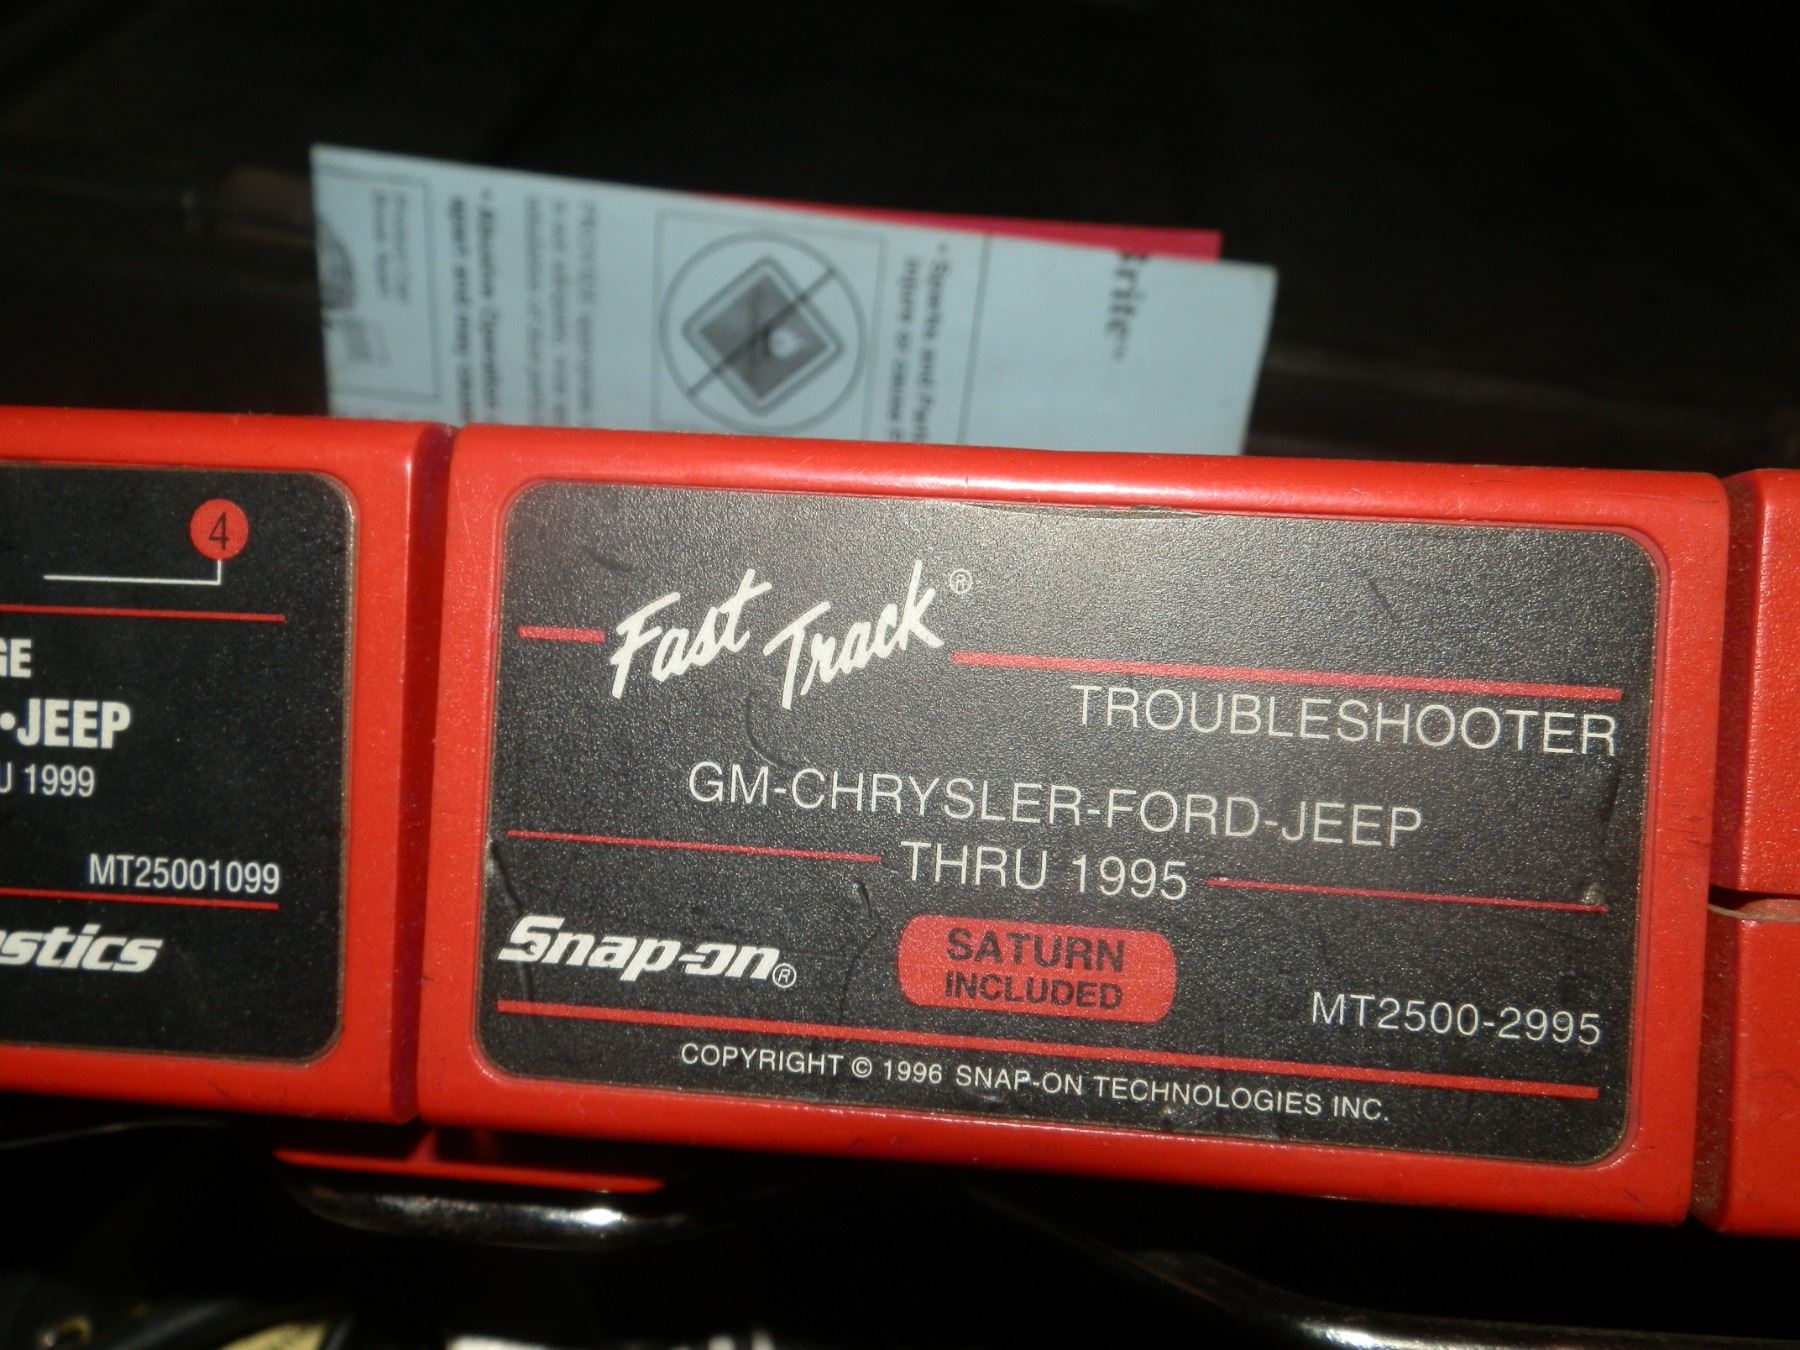 4
GE
•JEEP
U 1999
MT25001099
stics
Fast Track®
TROUBLESHOOTER
GM-CHRYSLER-FORD-JEEP
THRU 1995
Snap-on®
SATURN
INCLUDED
MT2500-2995
COPYRIGHT © 1996 SNAP-ON TECHNOLOGIES INC.